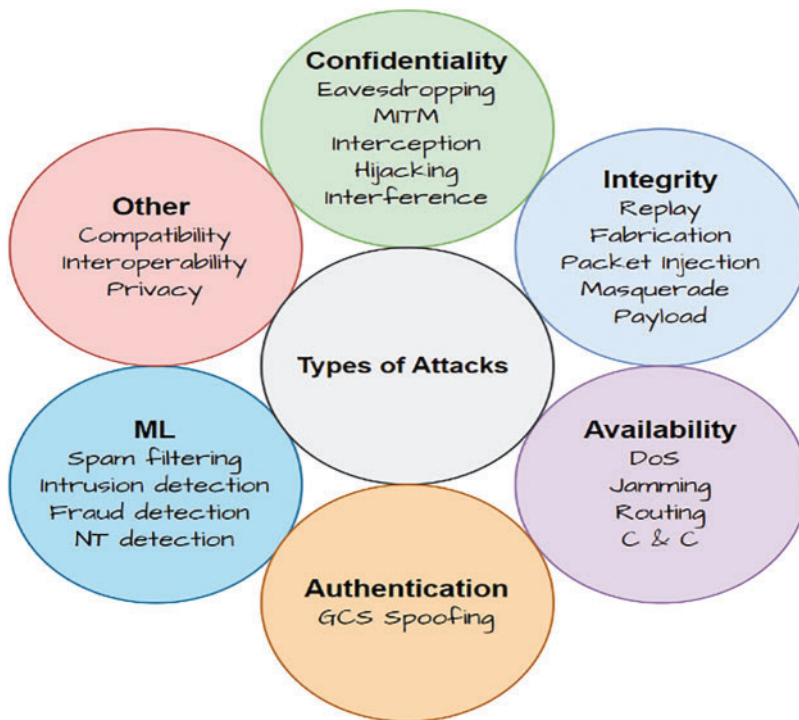 Confidentiality
Eavesdropping
MITM
Interception
Hijacking
Interference
Integrity
Replay
Fabrication
Packet Injection
Masquerade
Payload
Availability
DoS
Jamming
Routing
C & C
Authentication
GCS Spoofing
ML
Spam filtering
Intrusion detection
Fraud detection
NT detection
Other
Compatibility
Interoperability
Privacy
Types of Attacks